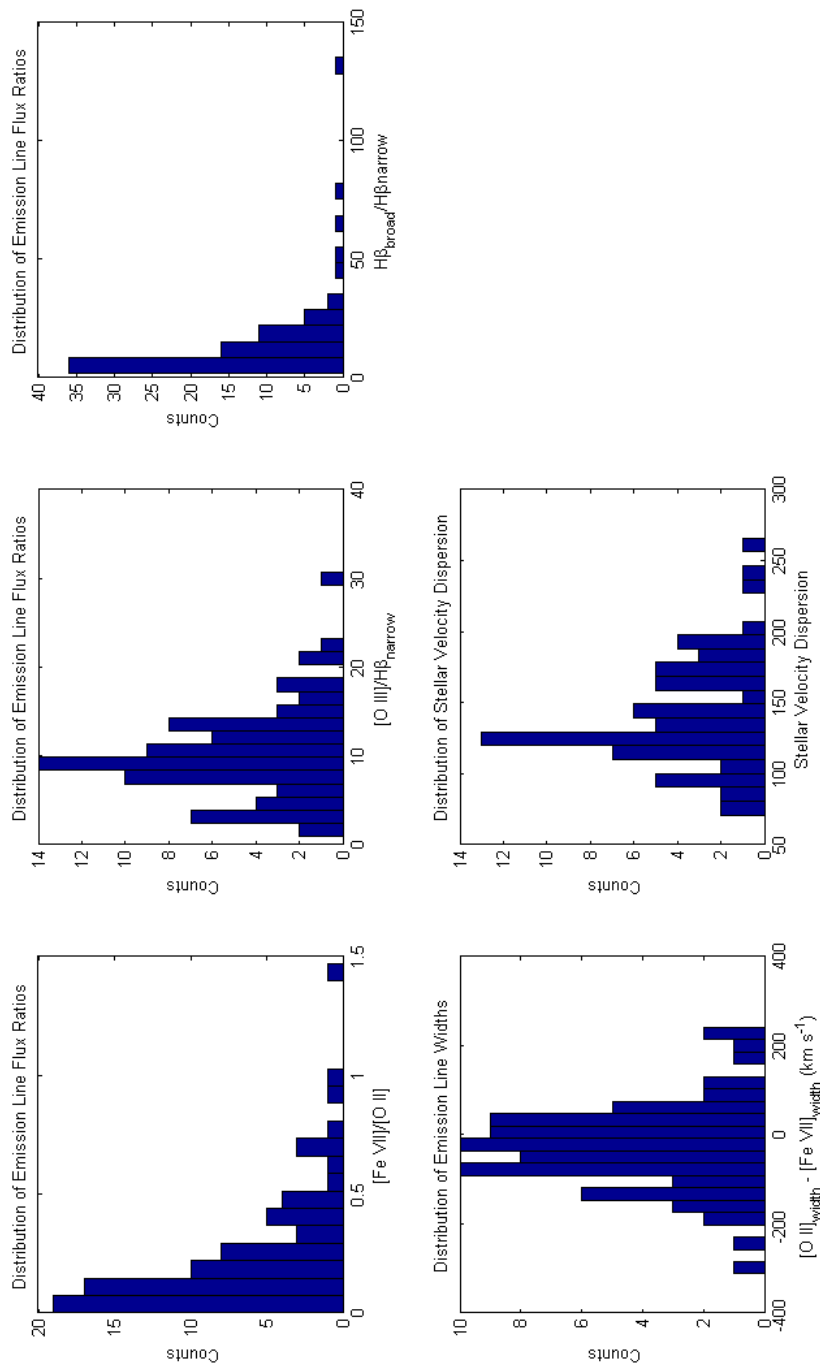 Distribution of Emission Line Flux Ratios
20
15
10
5
0
Counts
0 0.5 1 1.5
[Fe VII]/[O II]
Distribution of Emission Line Flux Ratios
14
12
10
8
6
4
2
0
Counts
0 10 20 30 40
[O III]/Hβnarrow
Distribution of Emission Line Flux Ratios
40
35
30
25
20
15
10
5
0
Counts
0 50 100 150
Hβbroad/Hβnarrow
Distribution of Emission Line Widths
10
8
6
4
2
0
Counts
-400 -200 0 200 400
[O II]width - [Fe VII]width (km s-1)
Distribution of Stellar Velocity Dispersion
14
12
10
8
6
4
2
0
Counts
50 100 150 200 250 300
Stellar Velocity Dispersion